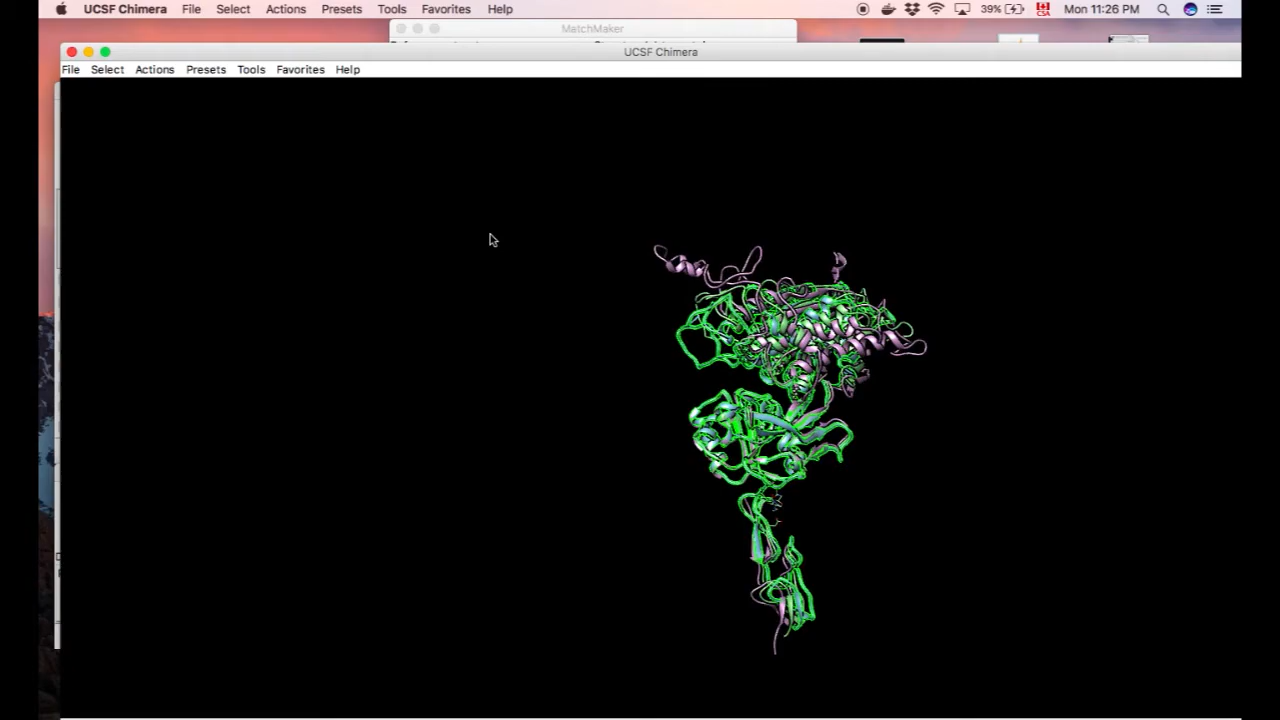 UCSF Chimera File Select Actions Presets Tools Favorites Help 39% CSA Mon 11:26 PM
MatchMaker
UCSF Chimera
File Select Actions Presets Tools Favorites Help